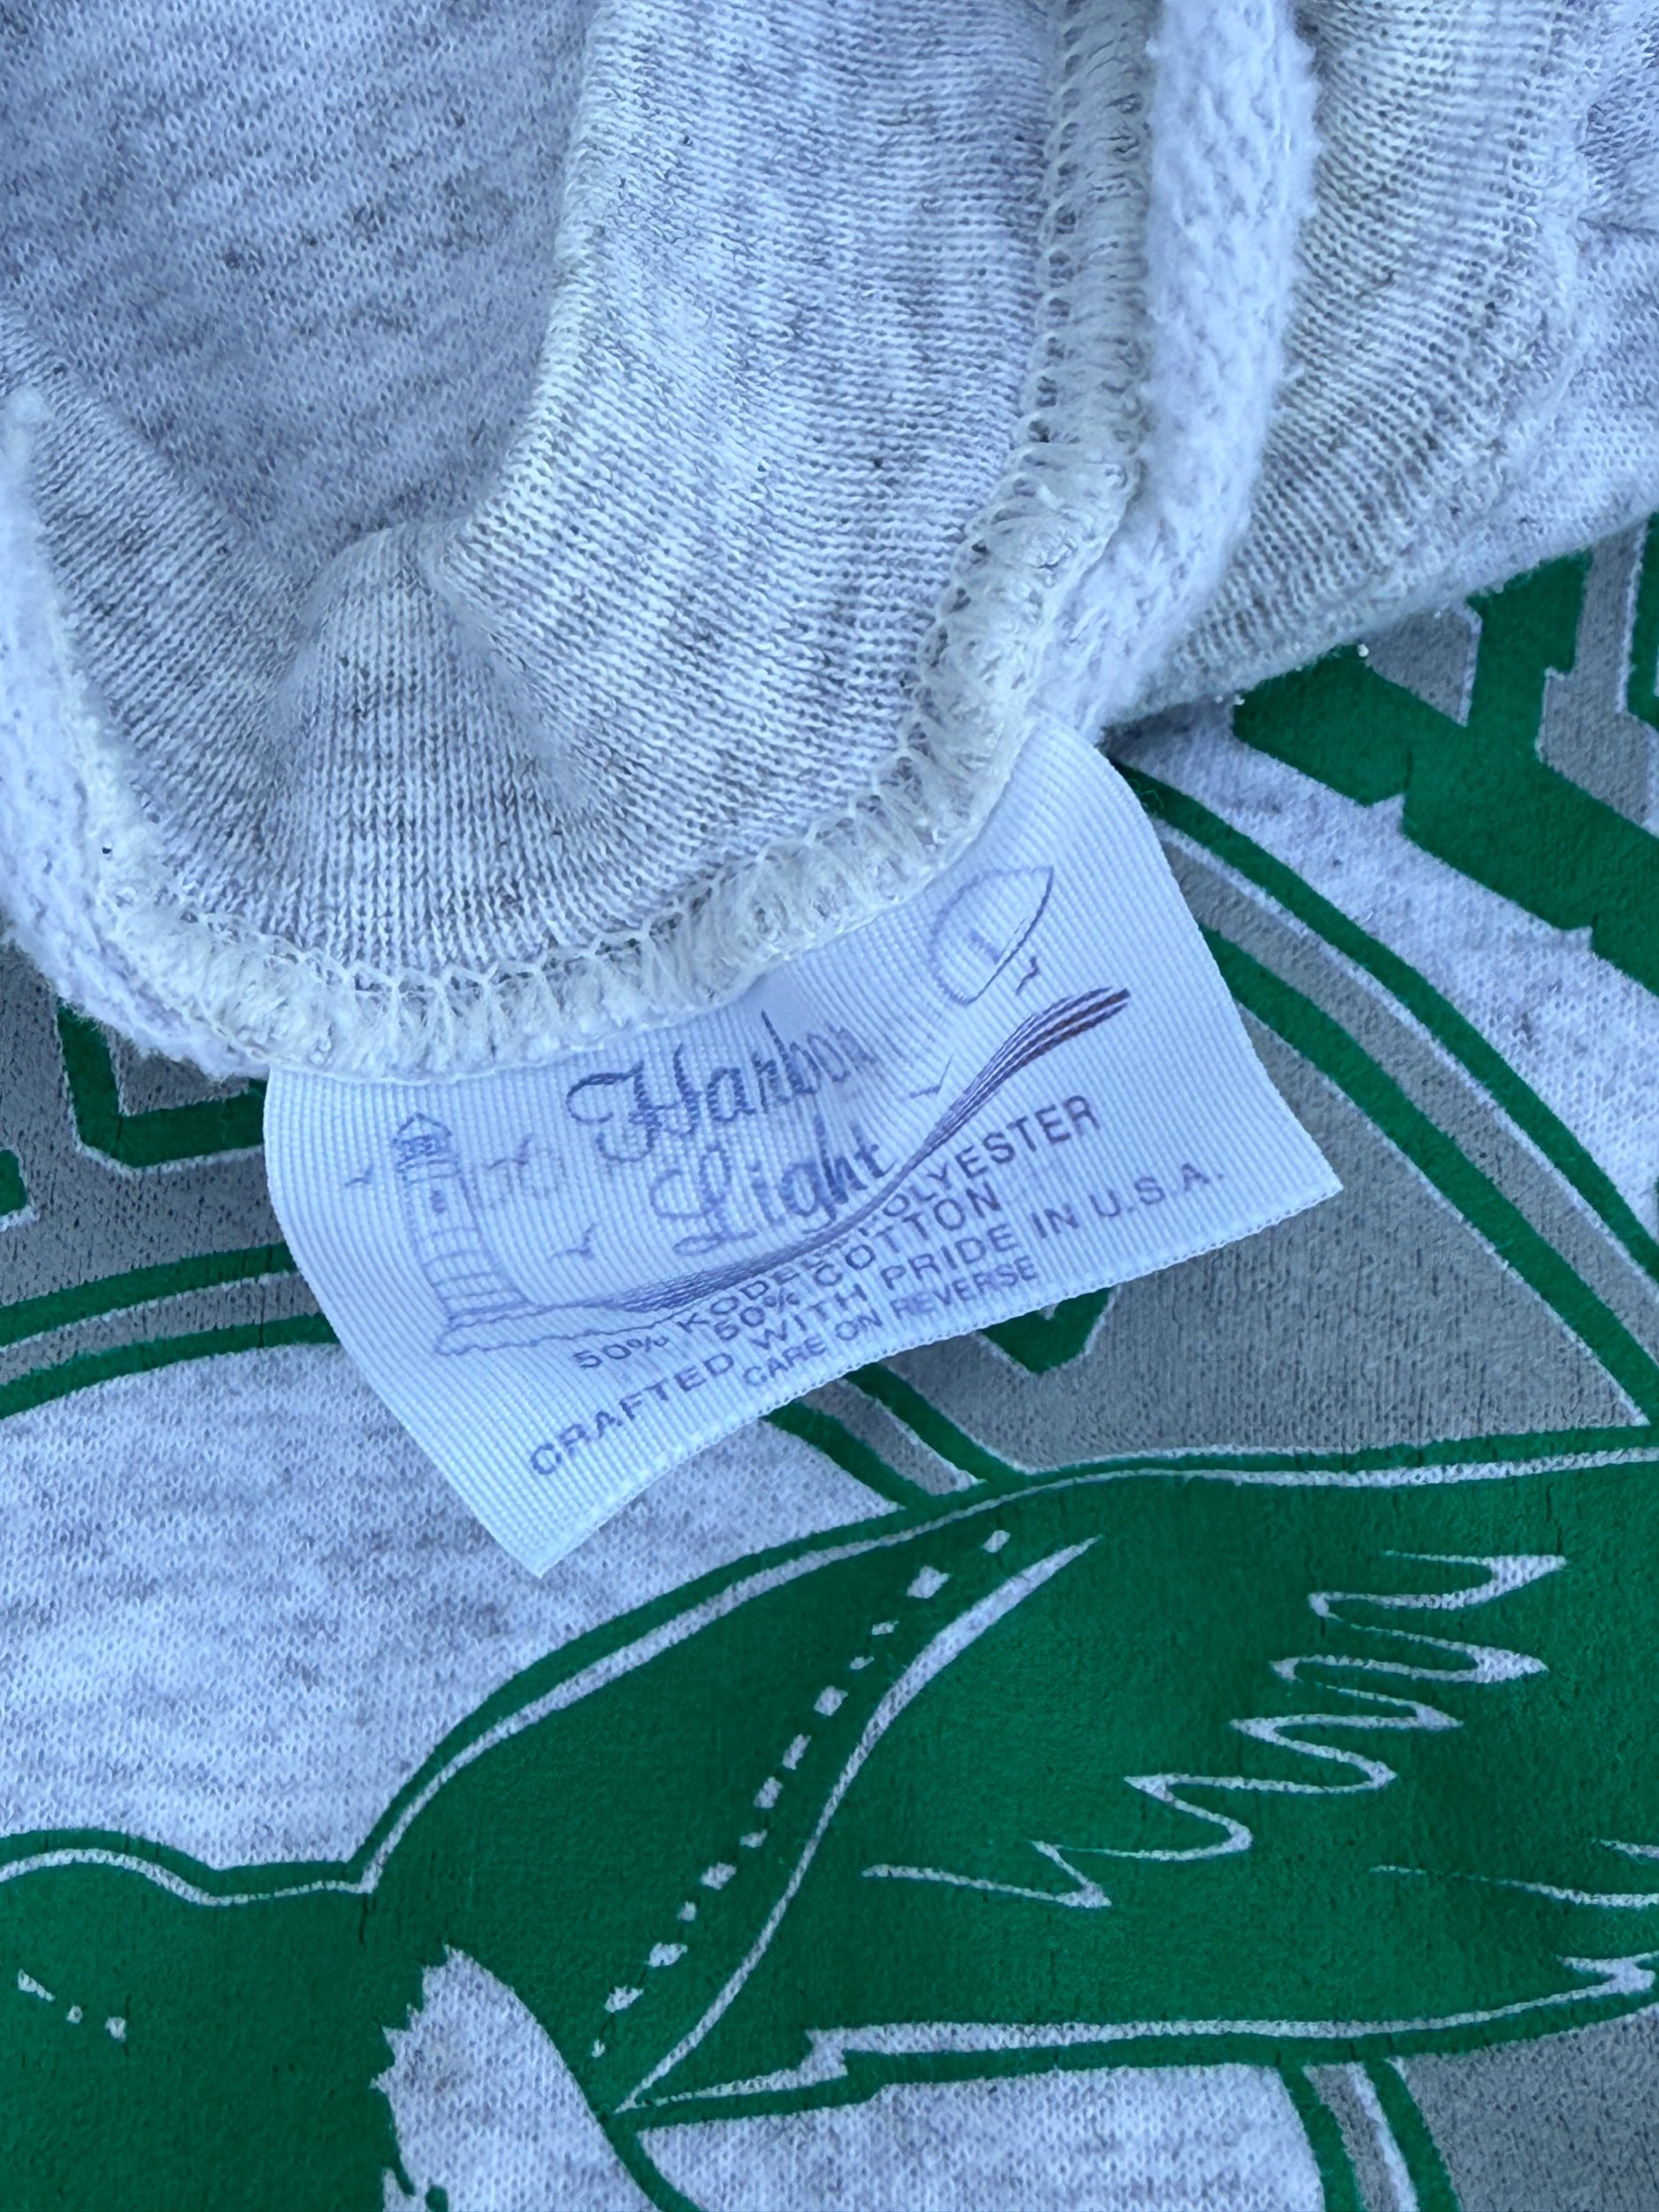 Harbor
Light
50% KODEL POLYESTER
50% COTTON
CRAFTED WITH PRIDE IN U.S.A.
CARE ON REVERSE